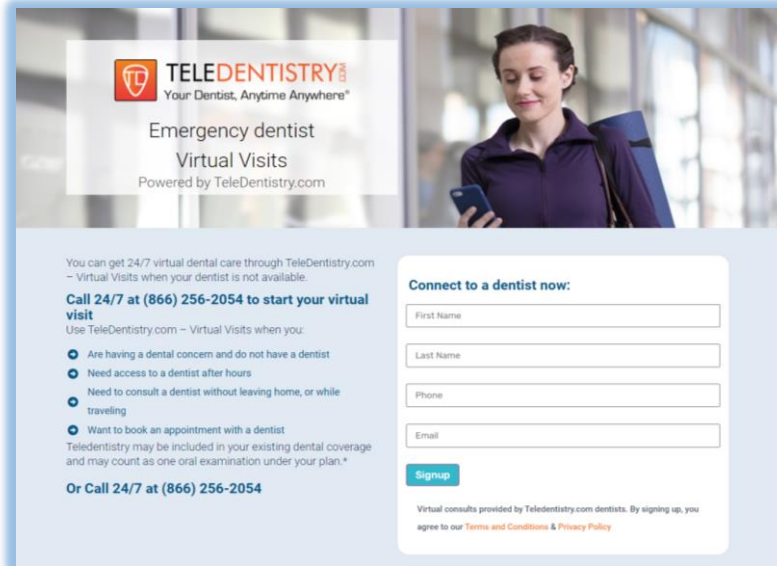 TELEDENTISTRY.COM
Your Dentist, Anytime Anywhere®
Emergency dentist
Virtual Visits
Powered by TeleDentistry.com
You can get 24/7 virtual dental care through TeleDentistry.com
– Virtual Visits when your dentist is not available.
Call 24/7 at (866) 256-2054 to start your virtual
visit
Use TeleDentistry.com – Virtual Visits when you:
Are having a dental concern and do not have a dentist
Need access to a dentist after hours
Need to consult a dentist without leaving home, or while
traveling
Want to book an appointment with a dentist
Teledentistry may be included in your existing dental coverage
and may count as one oral examination under your plan.*
Or Call 24/7 at (866) 256-2054
Connect to a dentist now:
First Name
Last Name
Phone
Email
Signup
Virtual consults provided by Teledentistry.com dentists. By signing up, you
agree to our Terms and Conditions & Privacy Policy